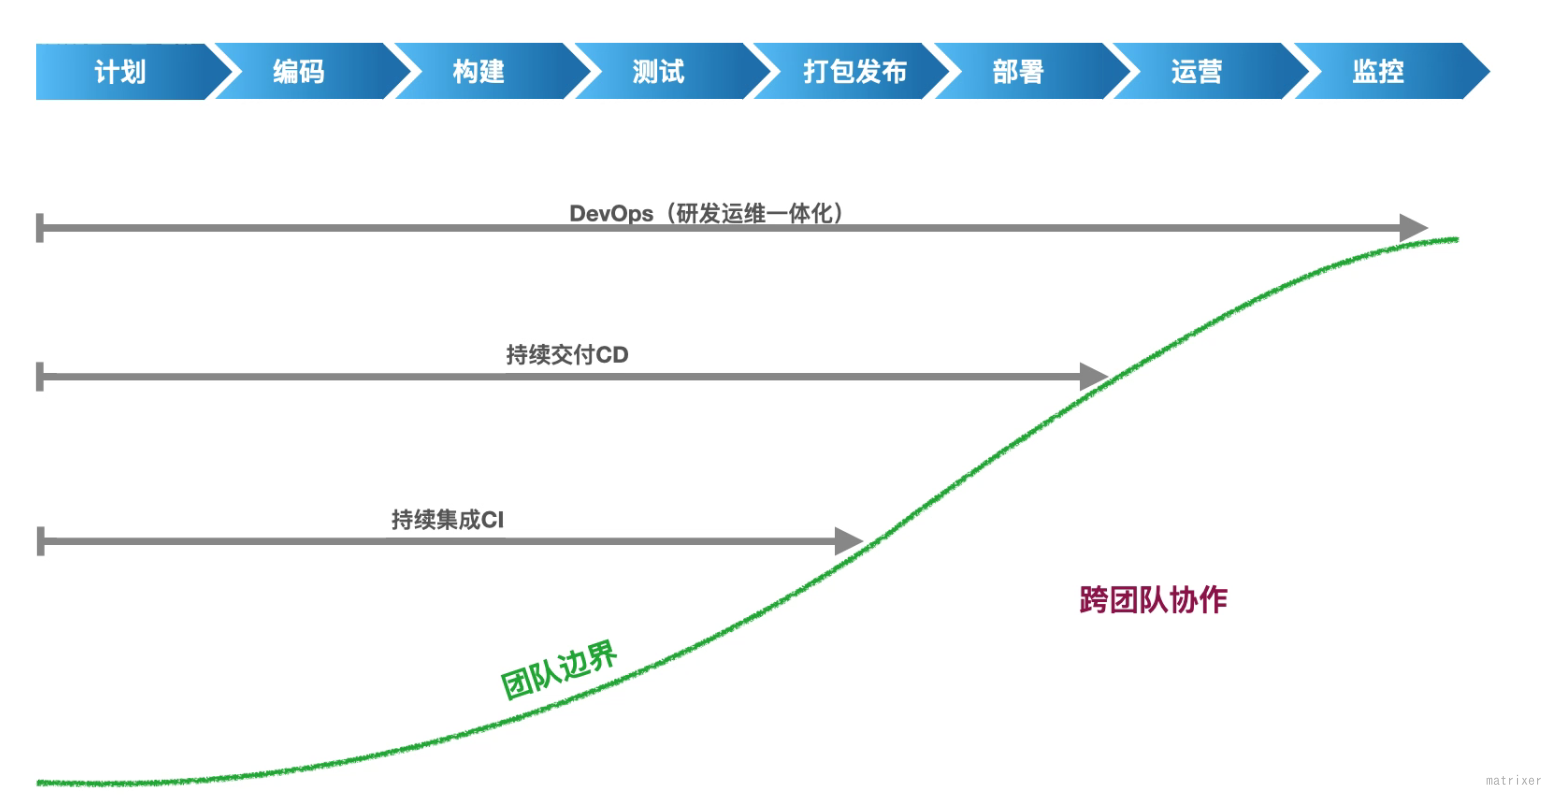 计划 编码 构建 测试 打包发布 部署 运营 监控
DevOps（研发运维一体化）
持续交付CD
持续集成CI
跨团队协作
团队边界
matrixer